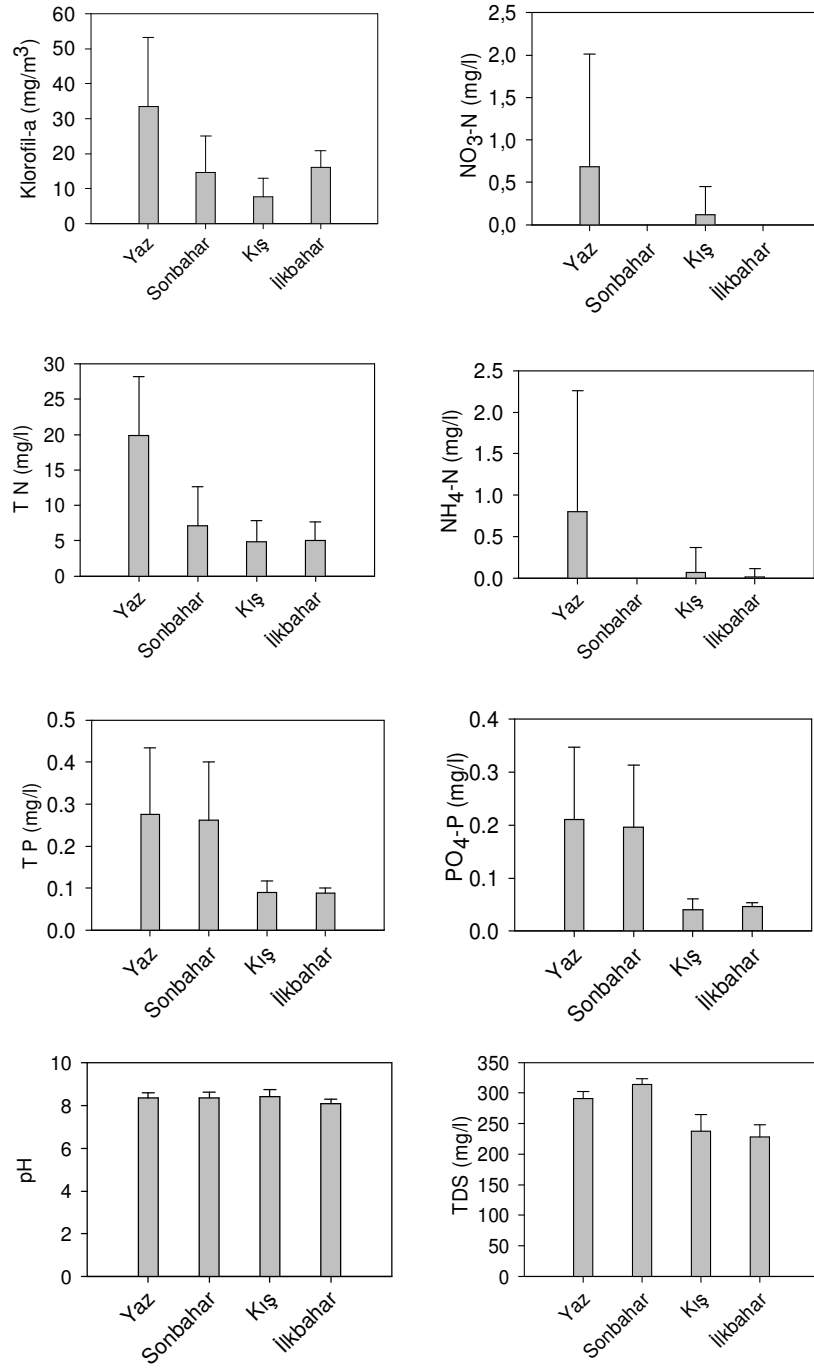 Klorofil-a (mg/m³)
60
50
40
30
20
10
0
Yaz
Sonbahar
Kış
İlkbahar
NO₃-N (mg/l)
2,5
2,0
1,5
1,0
0,5
0,0
Yaz
Sonbahar
Kış
İlkbahar
T N (mg/l)
30
25
20
15
10
5
0
Yaz
Sonbahar
Kış
İlkbahar
NH₄-N (mg/l)
2.5
2.0
1.5
1.0
0.5
0.0
Yaz
Sonbahar
Kış
İlkbahar
T P (mg/l)
0.5
0.4
0.3
0.2
0.1
0.0
Yaz
Sonbahar
Kış
İlkbahar
PO₄-P (mg/l)
0.4
0.3
0.2
0.1
0.0
Yaz
Sonbahar
Kış
İlkbahar
pH
10
8
6
4
2
0
Yaz
Sonbahar
Kış
İlkbahar
TDS (mg/l)
350
300
250
200
150
100
50
0
Yaz
Sonbahar
Kış
İlkbahar